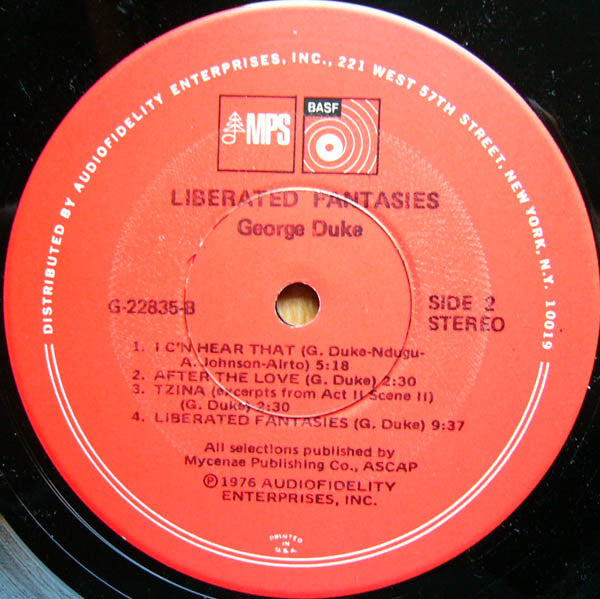 DISTRIBUTED BY AUDIOFIDELITY ENTERPRISES, INC., 221 WEST 57TH STREET, NEW YORK, N.Y. 10019
MPS
BASF
LIBERATED FANTASIES
George Duke
G-22835-B
SIDE 2
STEREO
1. I C'N HEAR THAT (G. Duke-Ndugu-
A. Johnson-Airto) 5:18
2. AFTER THE LOVE (G. Duke) 2:30
3. TZINA (excerpts from Act II Scene II)
(G. Duke) 2:30
4. LIBERATED FANTASIES (G. Duke) 9:37
All selections published by
Mycenae Publishing Co., ASCAP
Ⓟ 1976 AUDIOFIDELITY
ENTERPRISES, INC.
PRINTED
IN
U.S.A.